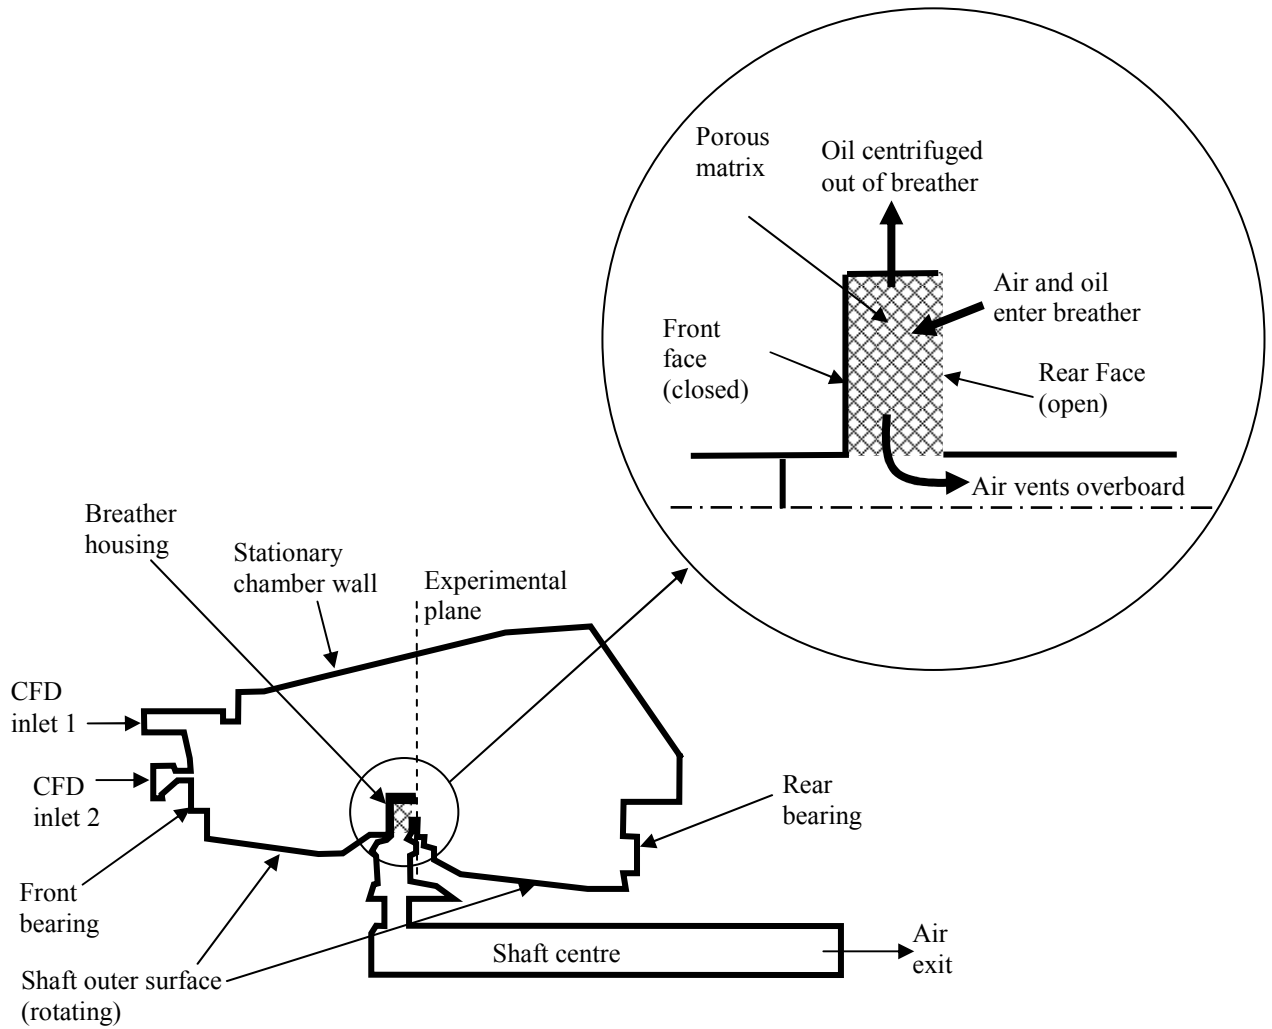 Porous
matrix
Oil centrifuged
out of breather
Air and oil
enter breather
Front
face
(closed)
Rear Face
(open)
Air vents overboard
Breather
housing
Stationary
chamber wall
Experimental
plane
CFD
inlet 1
CFD
inlet 2
Rear
bearing
Front
bearing
Shaft centre
Air
exit
Shaft outer surface
(rotating)